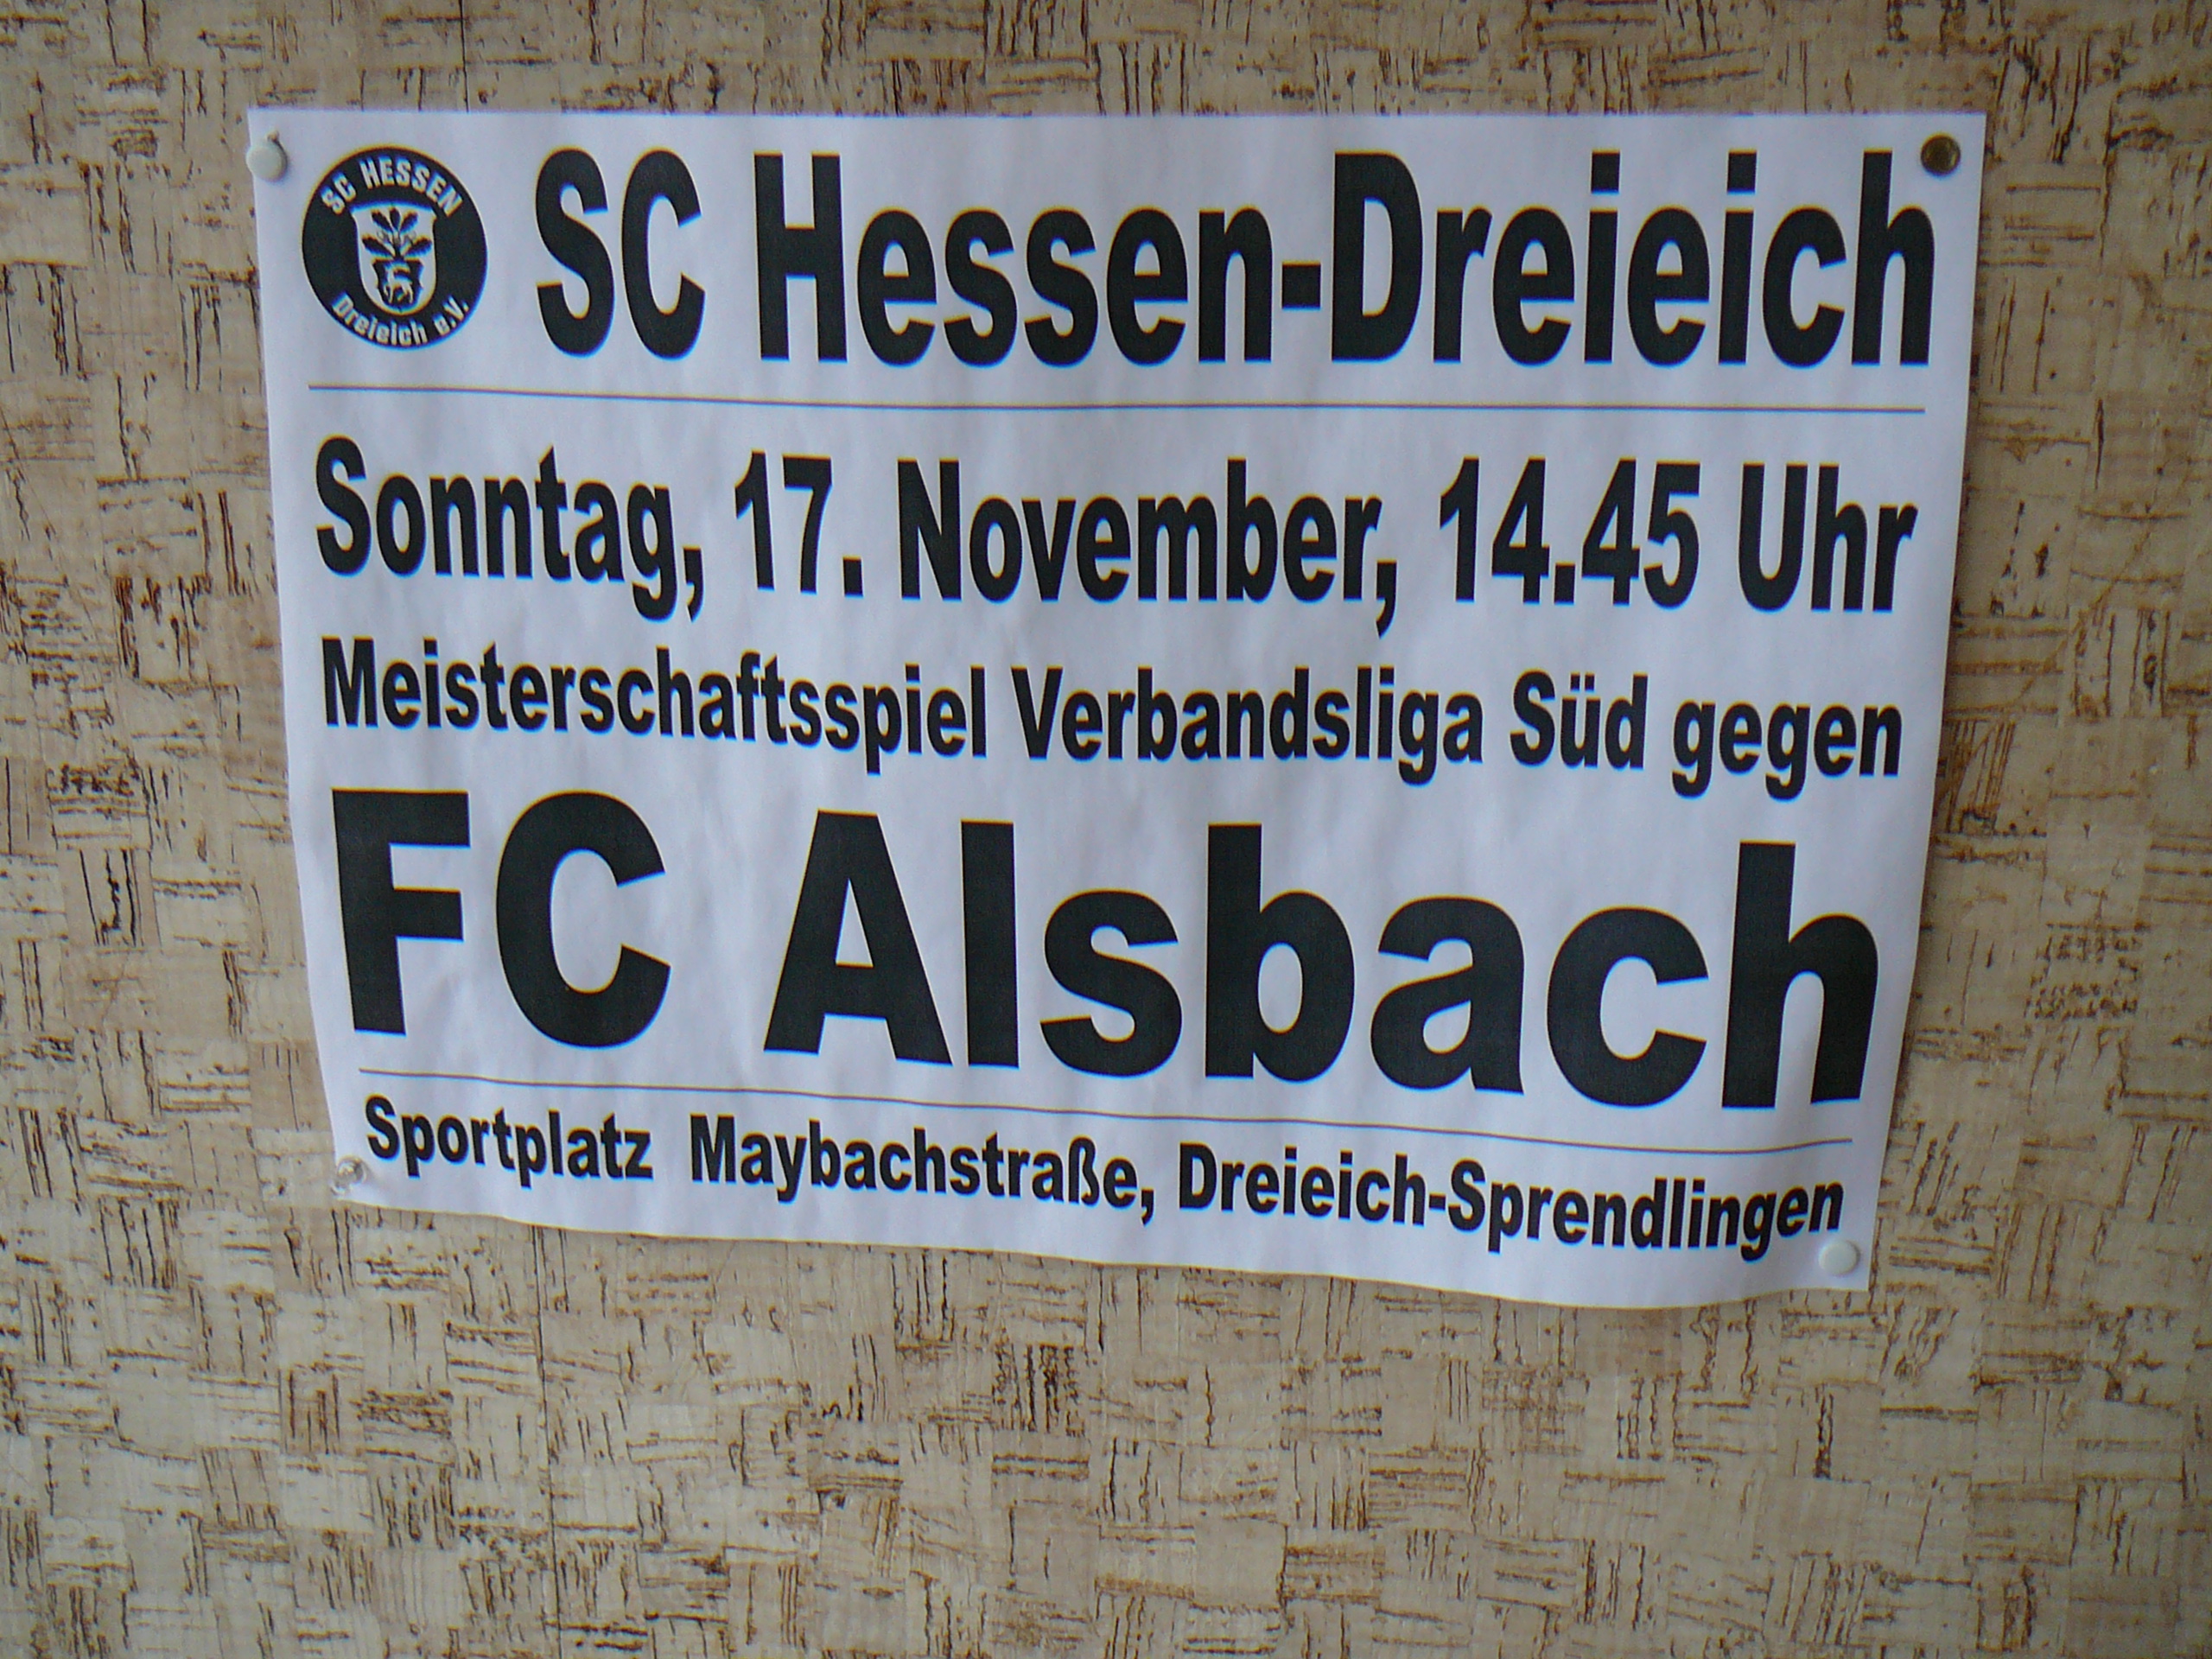 SC HESSEN
Dreieich e.V.
SC Hessen-Dreieich
Sonntag, 17. November, 14.45 Uhr
Meisterschaftsspiel Verbandsliga Süd gegen
FC Alsbach
Sportplatz Maybachstraße, Dreieich-Sprendlingen